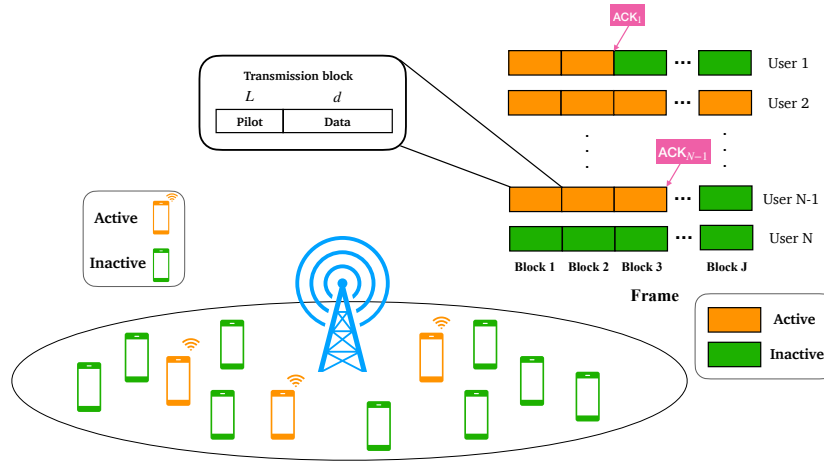 ACK₁
User 1
Transmission block
L d
Pilot Data
User 2
ACK_{N−1}
User N-1
User N
Block 1 Block 2 Block 3 Block J
Frame
Active
Inactive
Active
Inactive